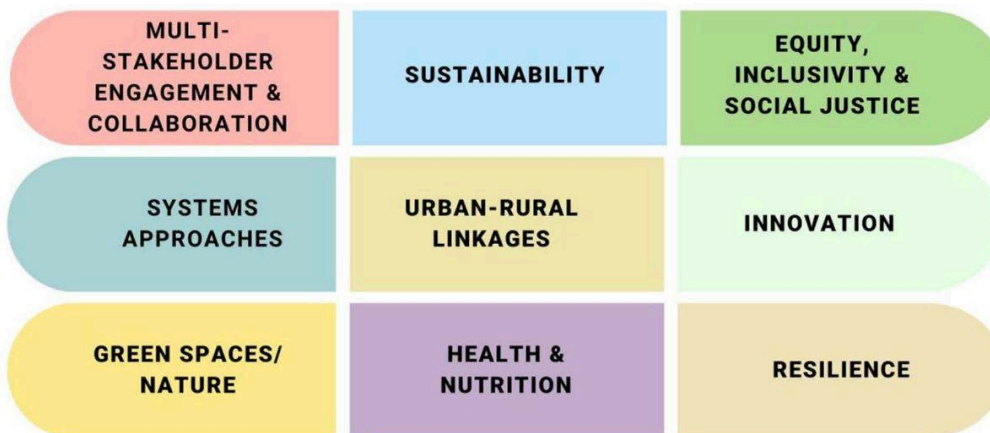 MULTI-
STAKEHOLDER
ENGAGEMENT &
COLLABORATION
SUSTAINABILITY
EQUITY,
INCLUSIVITY &
SOCIAL JUSTICE
SYSTEMS
APPROACHES
URBAN-RURAL
LINKAGES
INNOVATION
GREEN SPACES/
NATURE
HEALTH &
NUTRITION
RESILIENCE